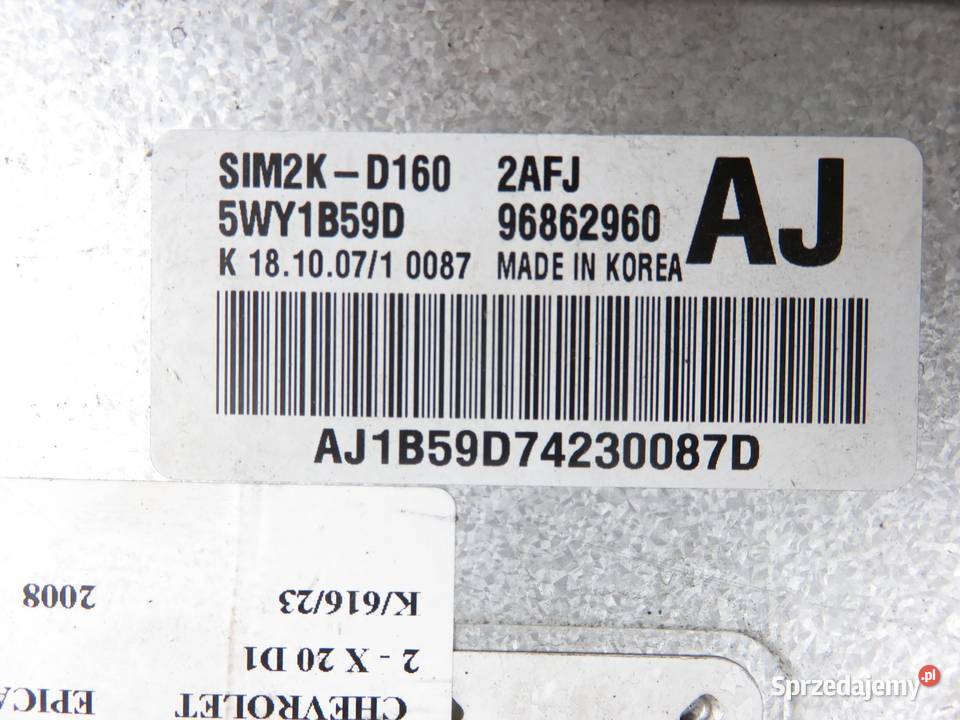 SIM2K-D160 2AFJ AJ
5WY1B59D 96862960
K 18.10.07/1 0087 MADE IN KOREA
AJ1B59D74230087D
CHEVROLET EPICA
2 - X 20 D1
K/616/23 2008
Sprzedajemy.pl